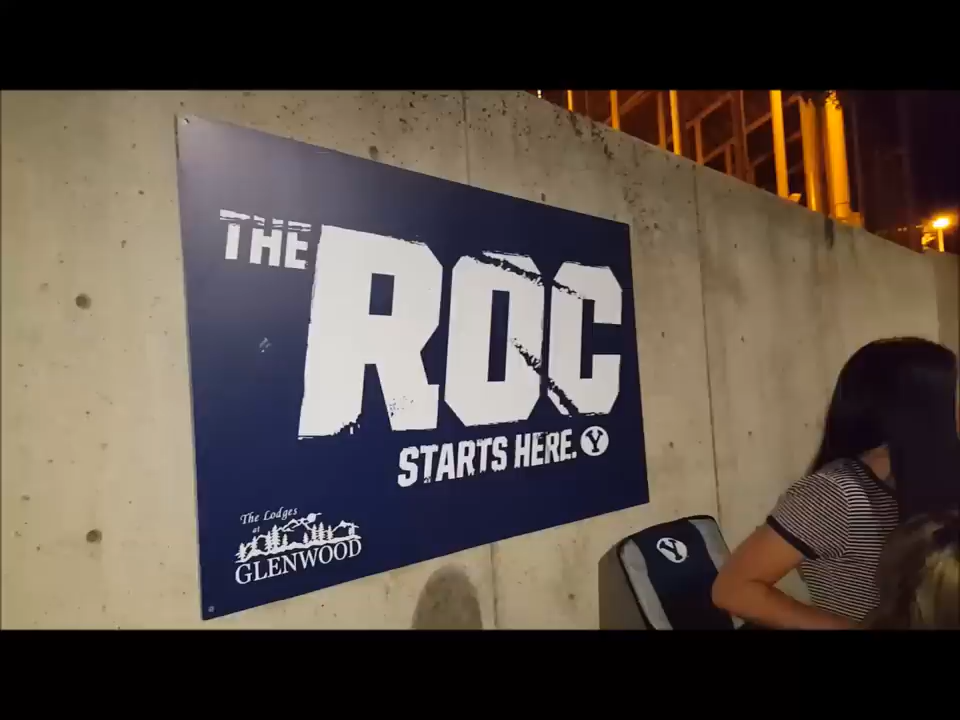 THE ROC
STARTS HERE. Y
The Lodges
at
GLENWOOD
Y